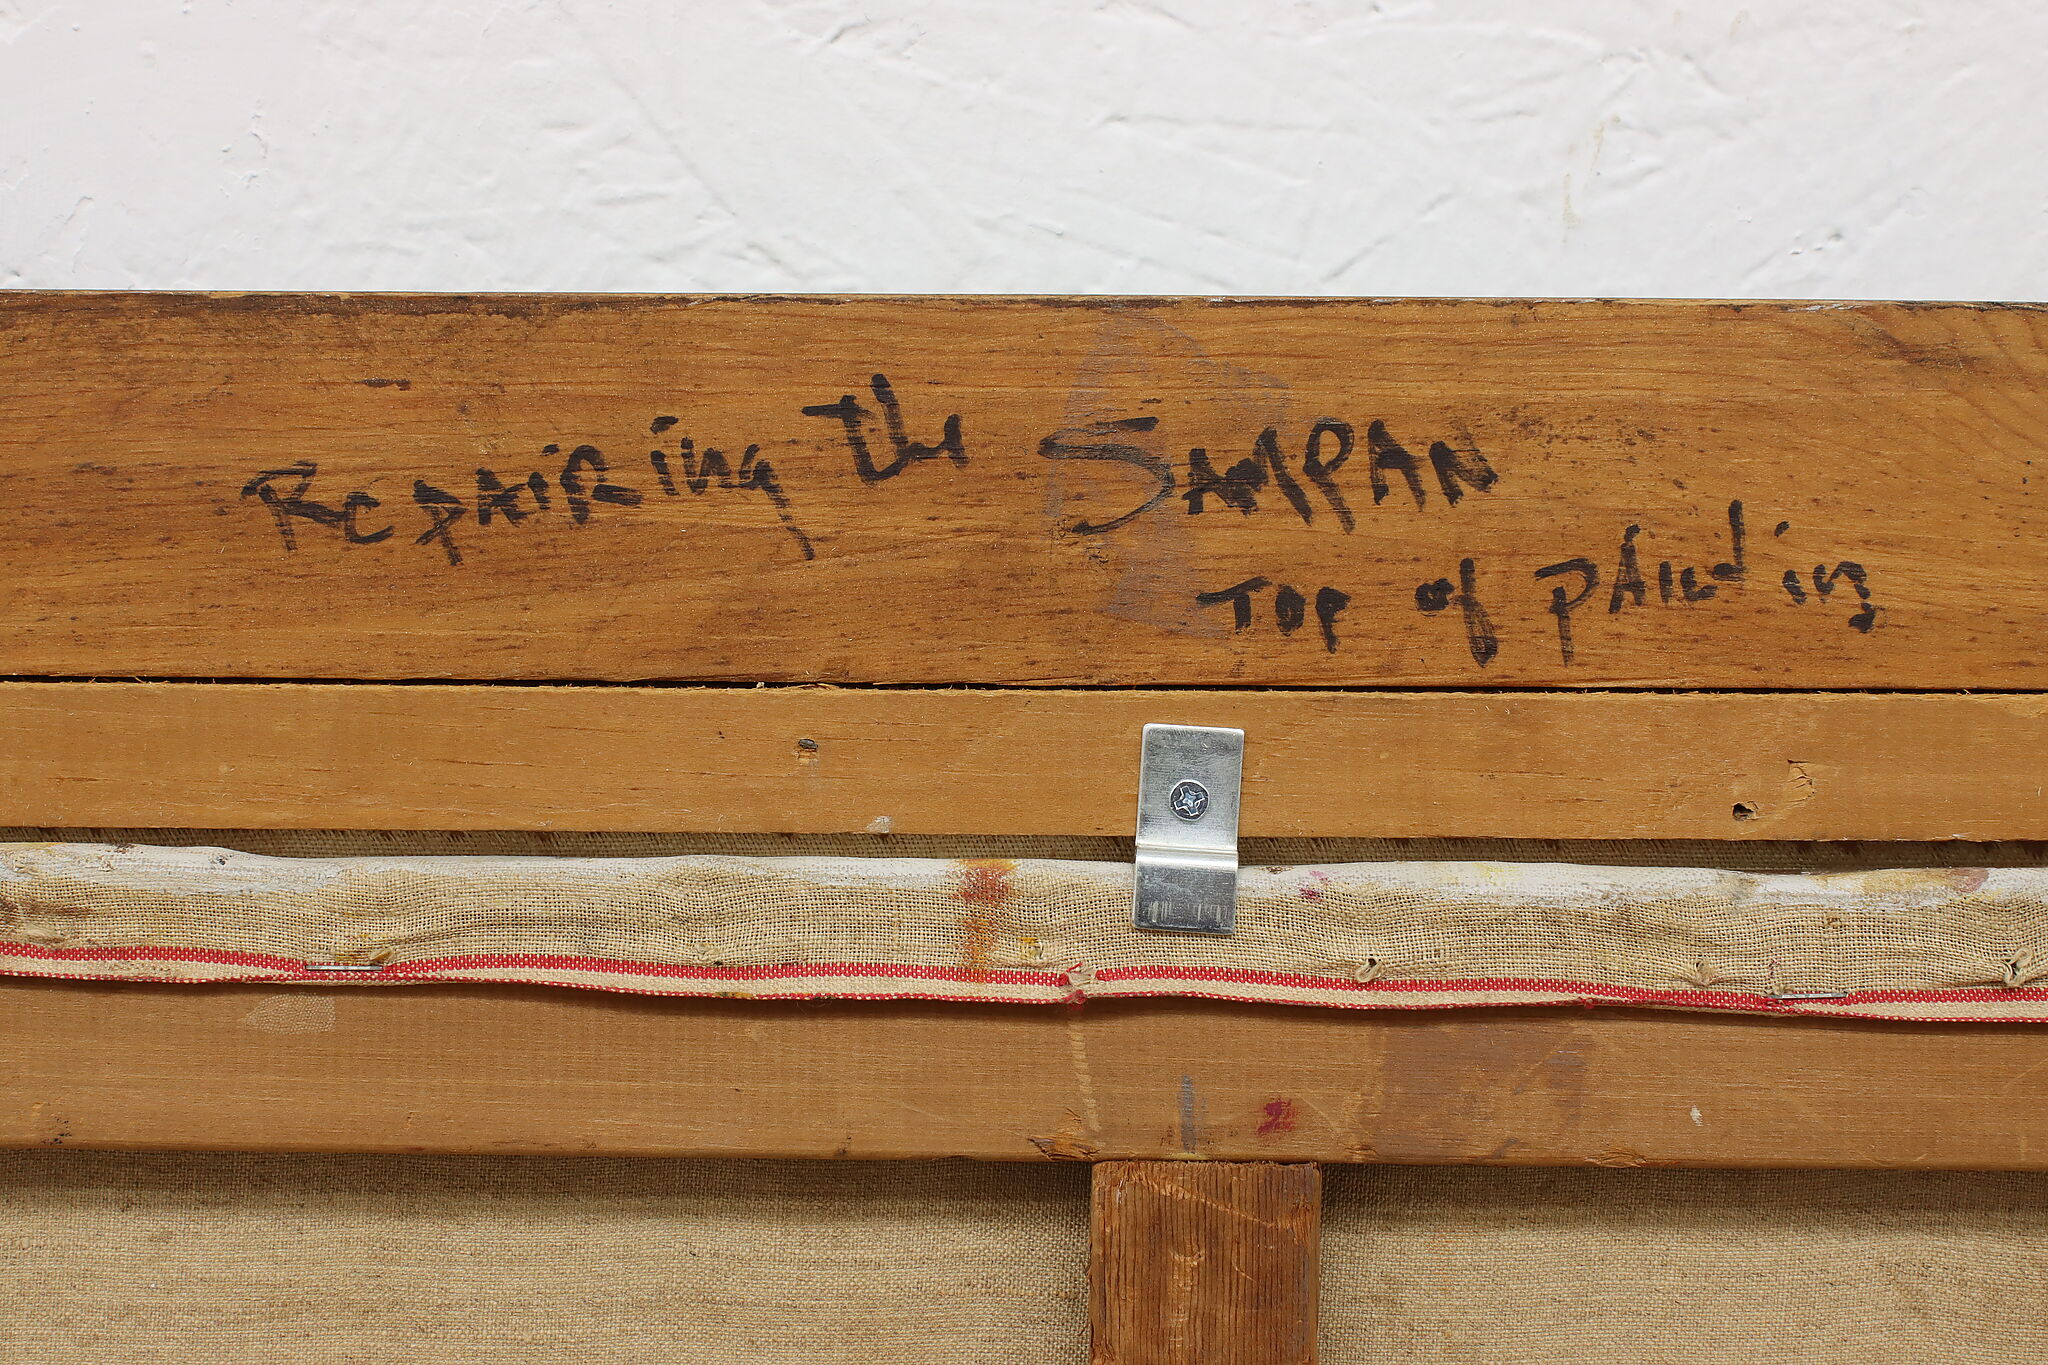 Repairing the SAMPAN
TOP of PAinting